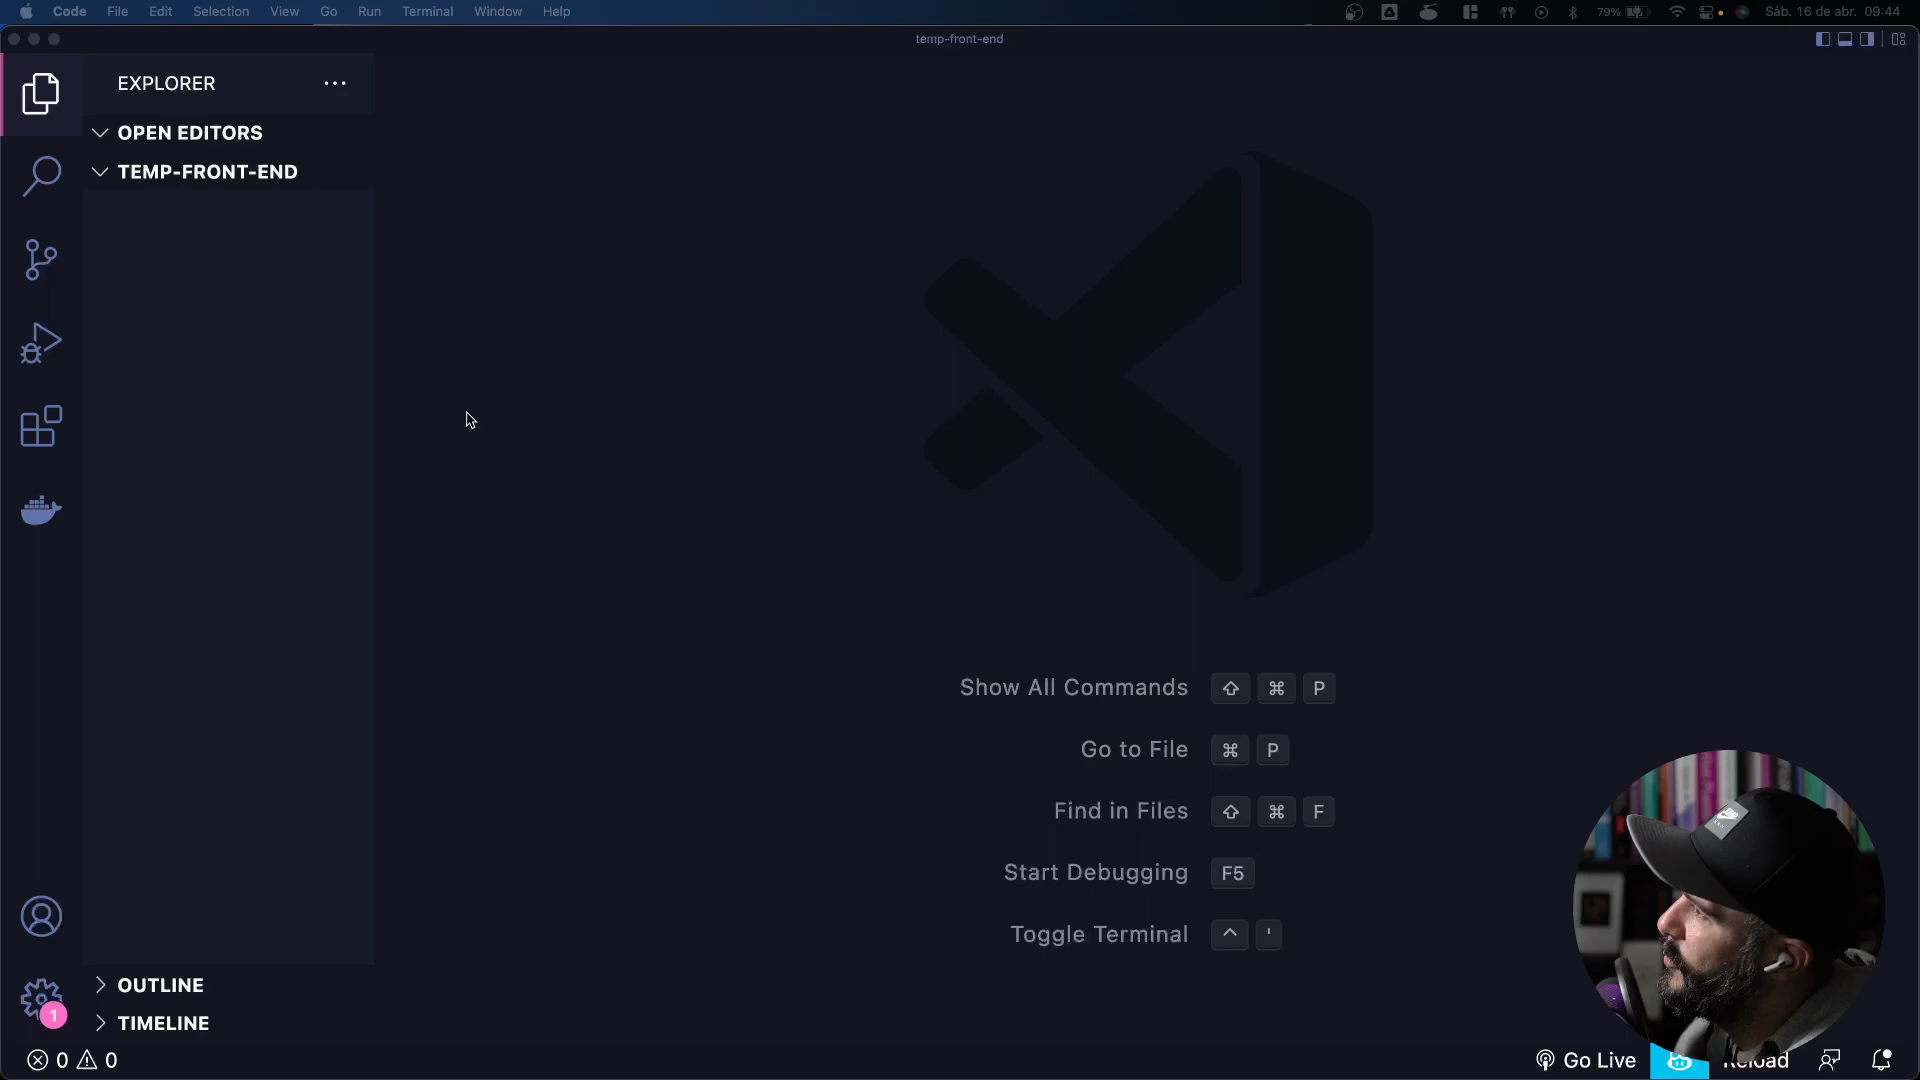 Code File Edit Selection View Go Run Terminal Window Help
79% Sáb. 16 de abr. 09:44
temp-front-end
EXPLORER
OPEN EDITORS
TEMP-FRONT-END
Show All Commands ⇧ ⌘ P
Go to File ⌘ P
Find in Files ⇧ ⌘ F
Start Debugging F5
Toggle Terminal ^ '
1
OUTLINE
TIMELINE
0 0
Go Live
Reload